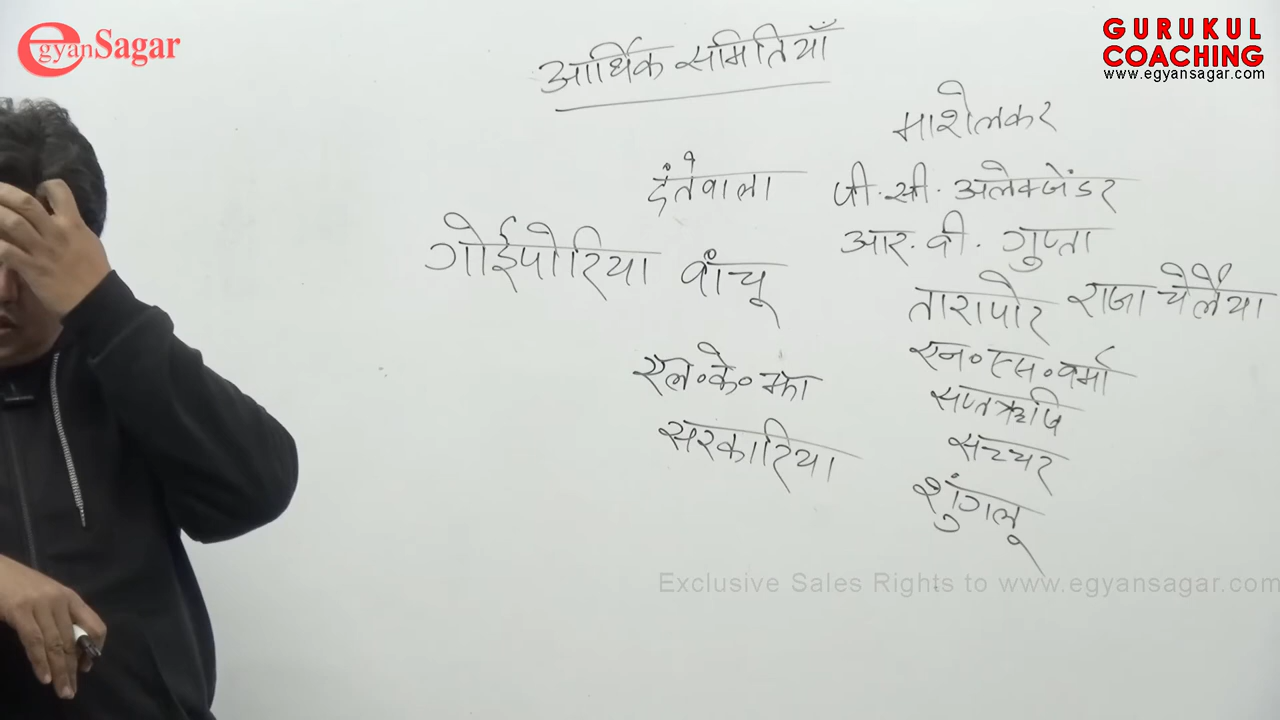 egyanSagar
GURUKUL
COACHING
www.egyansagar.com
आर्थिक समितियाँ
माशेलकर
दंतेवाला
पी.सी. अलेक्जेंडर
आर.वी. गुप्ता
गोईपोरिया
वांचू
तारापोर
राजा चेलैया
एल॰के॰ झा
एन॰एस॰वर्मा
सप्तऋषि
सरकारिया
सच्चर
शुंगलू
Exclusive Sales Rights to www.egyansagar.com